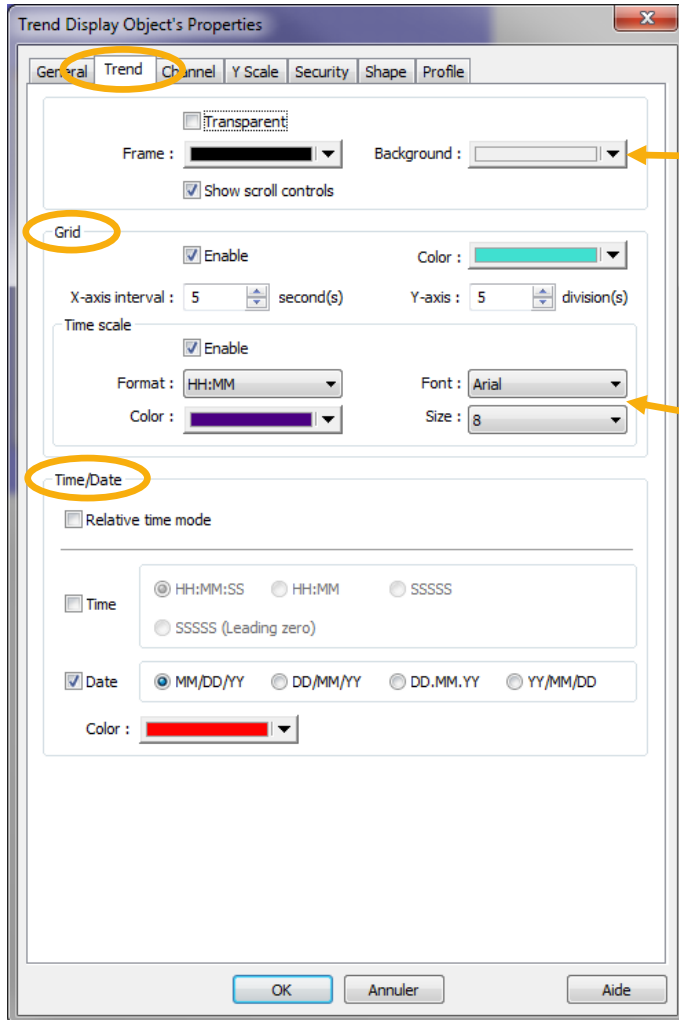 Trend Display Object's Properties
General Trend Channel Y Scale Security Shape Profile
Transparent
Frame : Background :
Show scroll controls
Grid
Enable Color :
X-axis interval : 5 second(s) Y-axis : 5 division(s)
Time scale
Enable
Format : HH:MM Font : Arial
Color : Size : 8
Time/Date
Relative time mode
Time HH:MM:SS HH:MM SSSSS
SSSSS (Leading zero)
Date MM/DD/YY DD/MM/YY DD.MM.YY YY/MM/DD
Color :
OK Annuler Aide